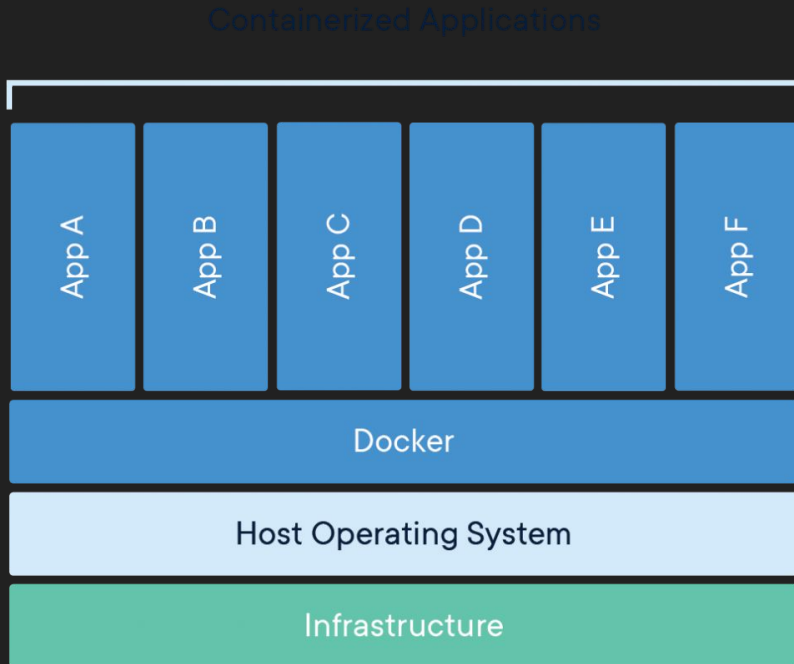 Containerized Applications
App A
App B
App C
App D
App E
App F
Docker
Host Operating System
Infrastructure